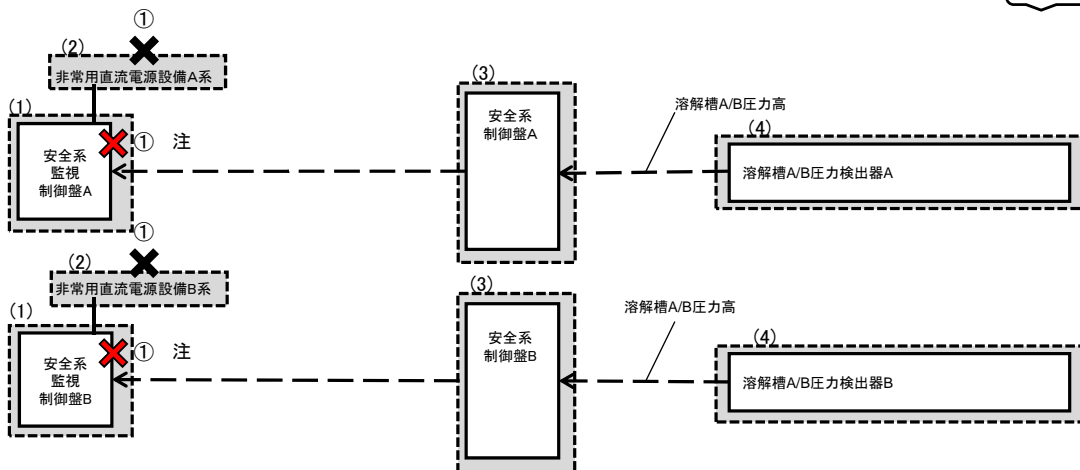 ①
(2)
非常用直流電源設備A系
(1)
安全系
監視
制御盤A
① 注
(3)
安全系
制御盤A
溶解槽A/B圧力高
(4)
溶解槽A/B圧力検出器A
①
(2)
非常用直流電源設備B系
(1)
安全系
監視
制御盤B
① 注
(3)
安全系
制御盤B
溶解槽A/B圧力高
(4)
溶解槽A/B圧力検出器B